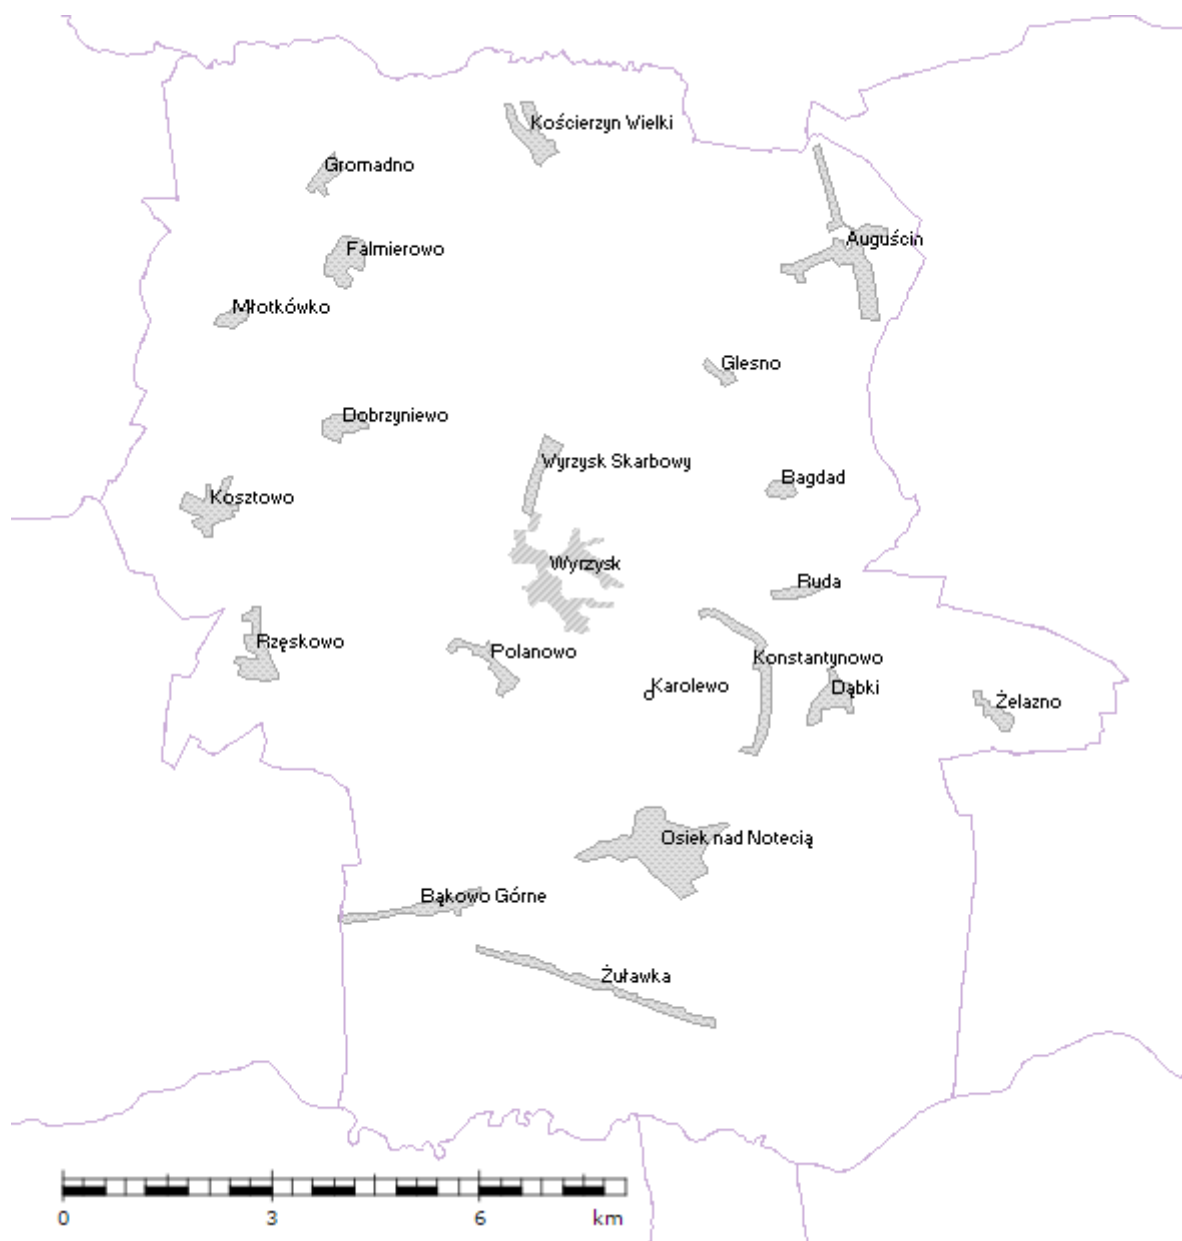 Kościerzyn Wielki
Gromadno
Auguścin
Falmierowo
Młotkówko
Glesno
Dobrzyniewo
Wyrzysk Skarbowy
Bagdad
Kosztowo
Wyrzysk
Ruda
Rzęskowo
Polanowo
Konstantynowo
Karolewo
Dąbki
Żelazno
Osiek nad Notecią
Bąkowo Górne
Żuławka
0 3 6 km